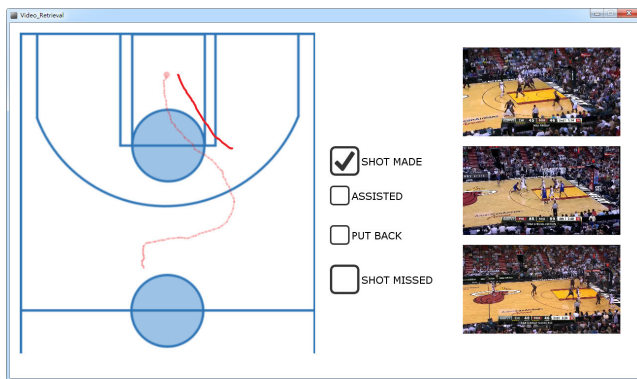 Video_Retrieval
SHOT MADE
ASSISTED
PUT BACK
SHOT MISSED